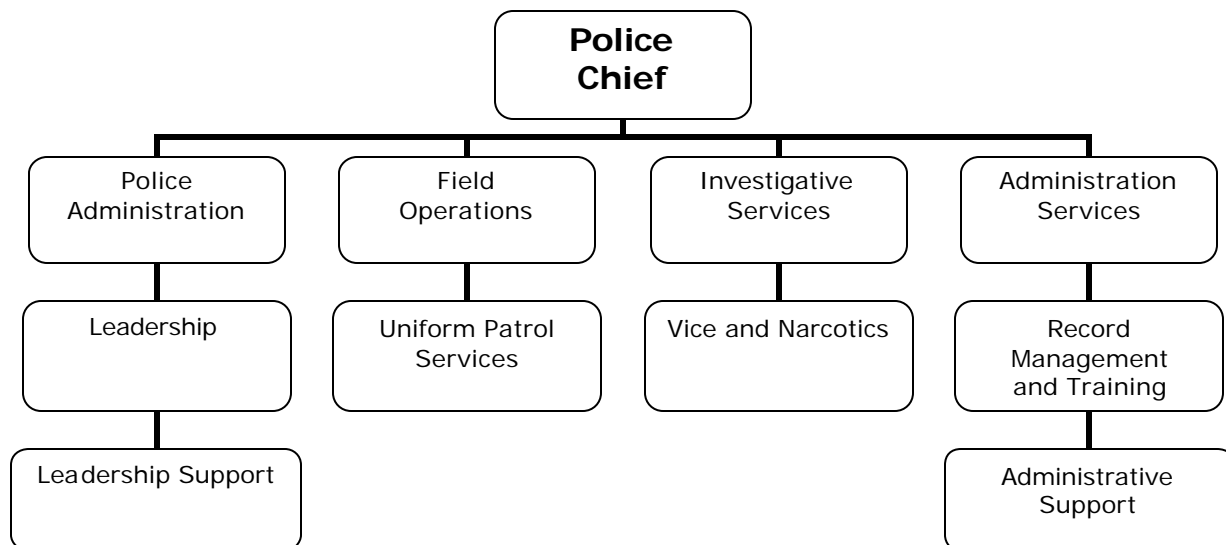 Police
Chief
Police
Administration
Field
Operations
Investigative
Services
Administration
Services
Leadership
Uniform Patrol
Services
Vice and Narcotics
Record
Management
and Training
Leadership Support
Administrative
Support